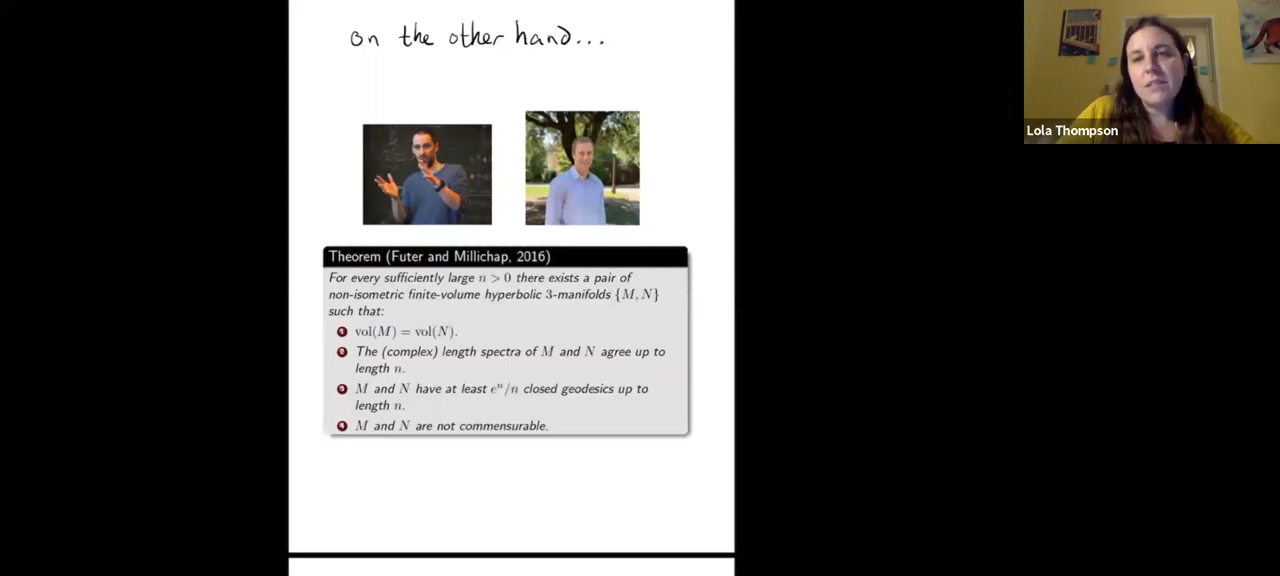 on the other hand...
Lola Thompson
Theorem (Futer and Millichap, 2016)
For every sufficiently large n > 0 there exists a pair of
non-isometric finite-volume hyperbolic 3-manifolds {M, N}
such that:
1 vol(M) = vol(N).
2 The (complex) length spectra of M and N agree up to
length n.
3 M and N have at least eⁿ/n closed geodesics up to
length n.
4 M and N are not commensurable.